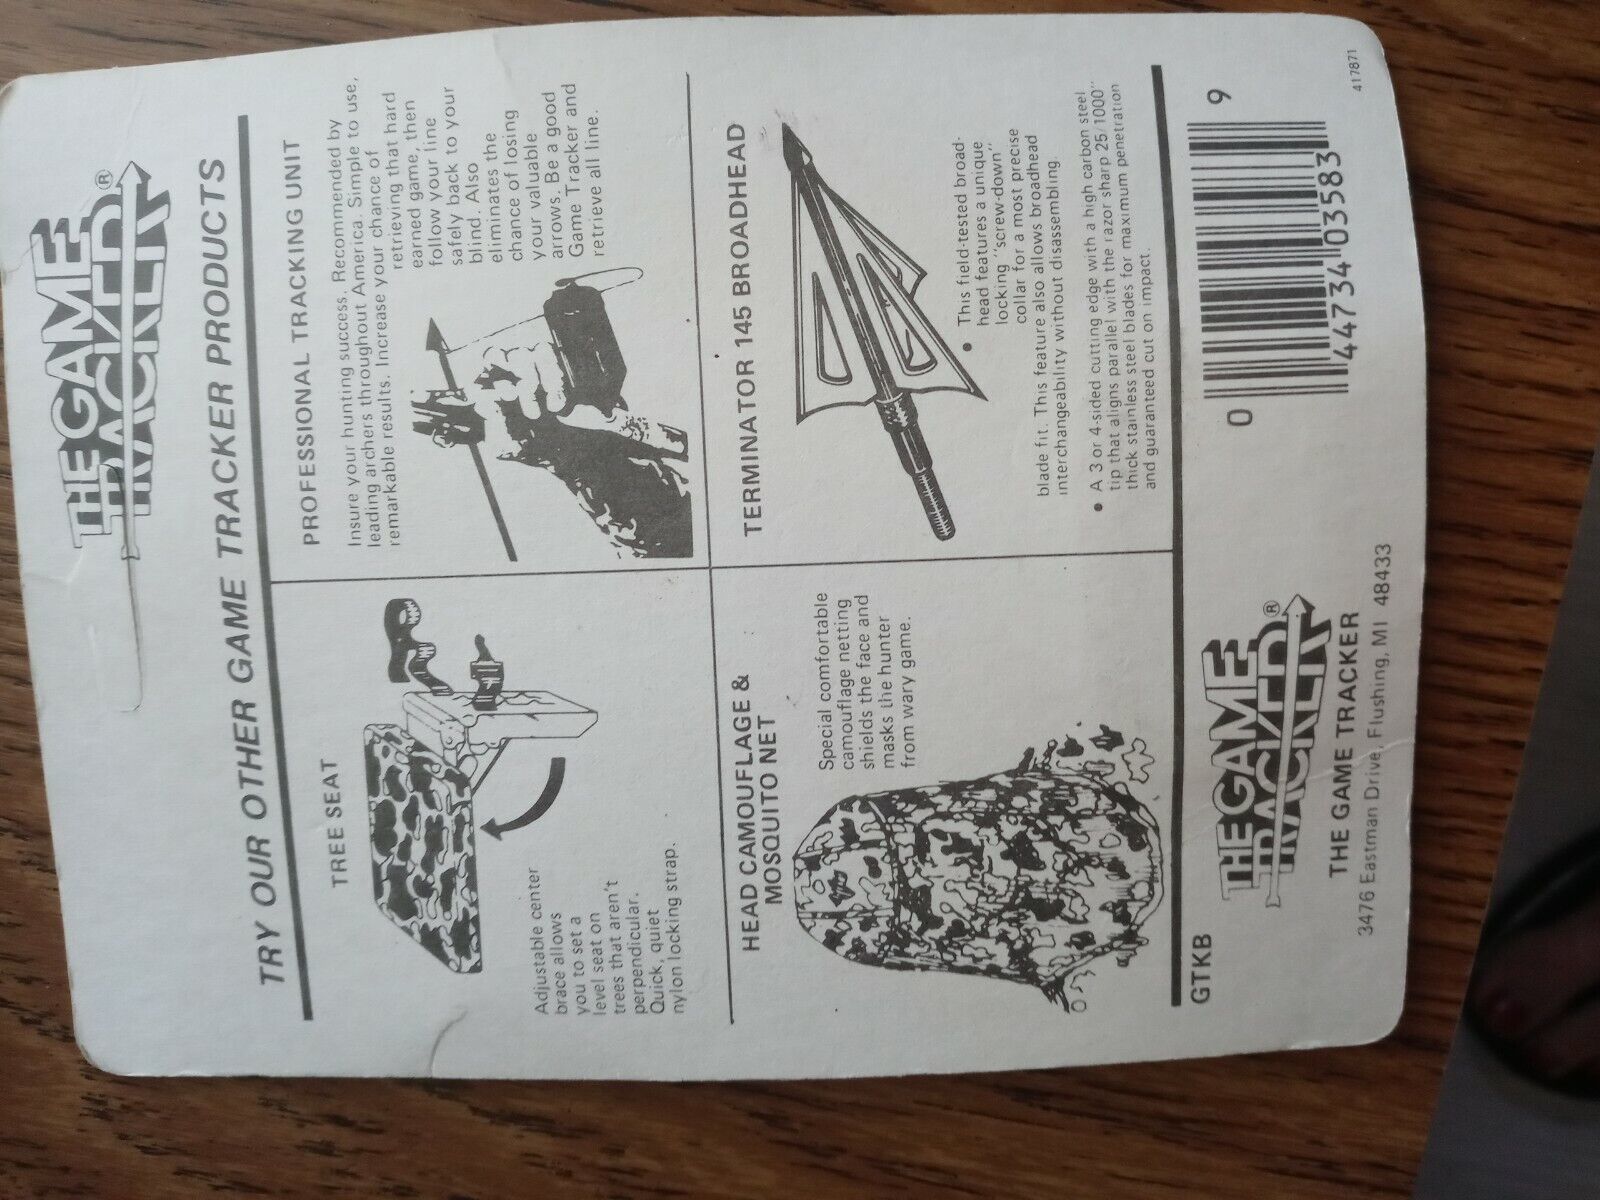 THE GAME
TRACKER®
TRY OUR OTHER GAME TRACKER PRODUCTS
TREE SEAT
Adjustable center
brace allows
you to set a
level seat on
trees that aren't
perpendicular.
Quick, quiet
nylon locking strap.
PROFESSIONAL TRACKING UNIT
Insure your hunting success. Recommended by
leading archers throughout America. Simple to use,
remarkable results. Increase your chance of
retrieving that hard
earned game, then
follow your line
safely back to your
blind. Also
eliminates the
chance of losing
your valuable
arrows. Be a good
Game Tracker and
retrieve all line.
HEAD CAMOUFLAGE &
MOSQUITO NET
Special comfortable
camouflage netting
shields the face and
masks the hunter
from wary game.
TERMINATOR 145 BROADHEAD
• This field-tested broad-
head features a unique
locking "screw-down"
collar for a most precise
blade fit. This feature also allows broadhead
interchangeability without disassembling.
• A 3 or 4-sided cutting edge with a high carbon steel
tip that aligns parallel with the razor sharp 25/1000"
thick stainless steel blades for maximum penetration
and guaranteed cut on impact.
GTKB
THE GAME
TRACKER®
THE GAME TRACKER
3476 Eastman Drive, Flushing, MI 48433
0 44734 03583 9
417871